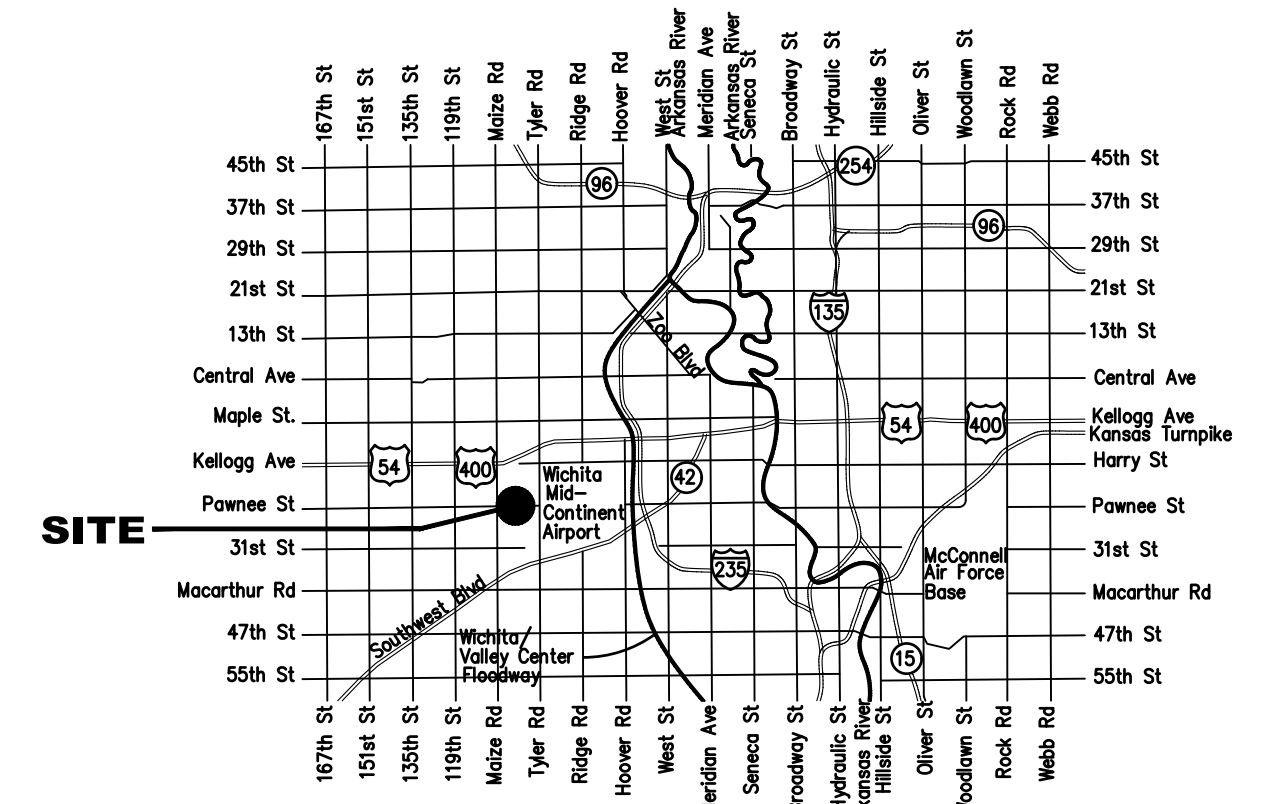 167th St
151st St
135th St
119th St
Maize Rd
Tyler Rd
Ridge Rd
Hoover Rd
West St
Arkansas River
Meridian Ave
Arkansas River
Seneca St
Broadway St
Hydraulic St
Hillside St
Oliver St
Woodlawn St
Rock Rd
Webb Rd
45th St
254
45th St
96
37th St
37th St
96
29th St
29th St
21st St
21st St
135
13th St
Zoo Blvd
13th St
Central Ave
Central Ave
Maple St.
54
400
Kellogg Ave
Kansas Turnpike
Kellogg Ave
54
400
42
Harry St
Wichita
Mid-
Continent
Airport
Pawnee St
Pawnee St
SITE
31st St
31st St
235
McConnell
Air Force
Base
Macarthur Rd
Macarthur Rd
Southwest Blvd
47th St
47th St
Wichita/
Valley Center
Floodway
15
55th St
55th St
167th St
151st St
135th St
119th St
Maize Rd
Tyler Rd
Ridge Rd
Hoover Rd
West St
eridian Ave
Seneca St
roadway St
ydraulic St
kansas River
Hillside St
Oliver St
oodlawn St
Rock Rd
Webb Rd